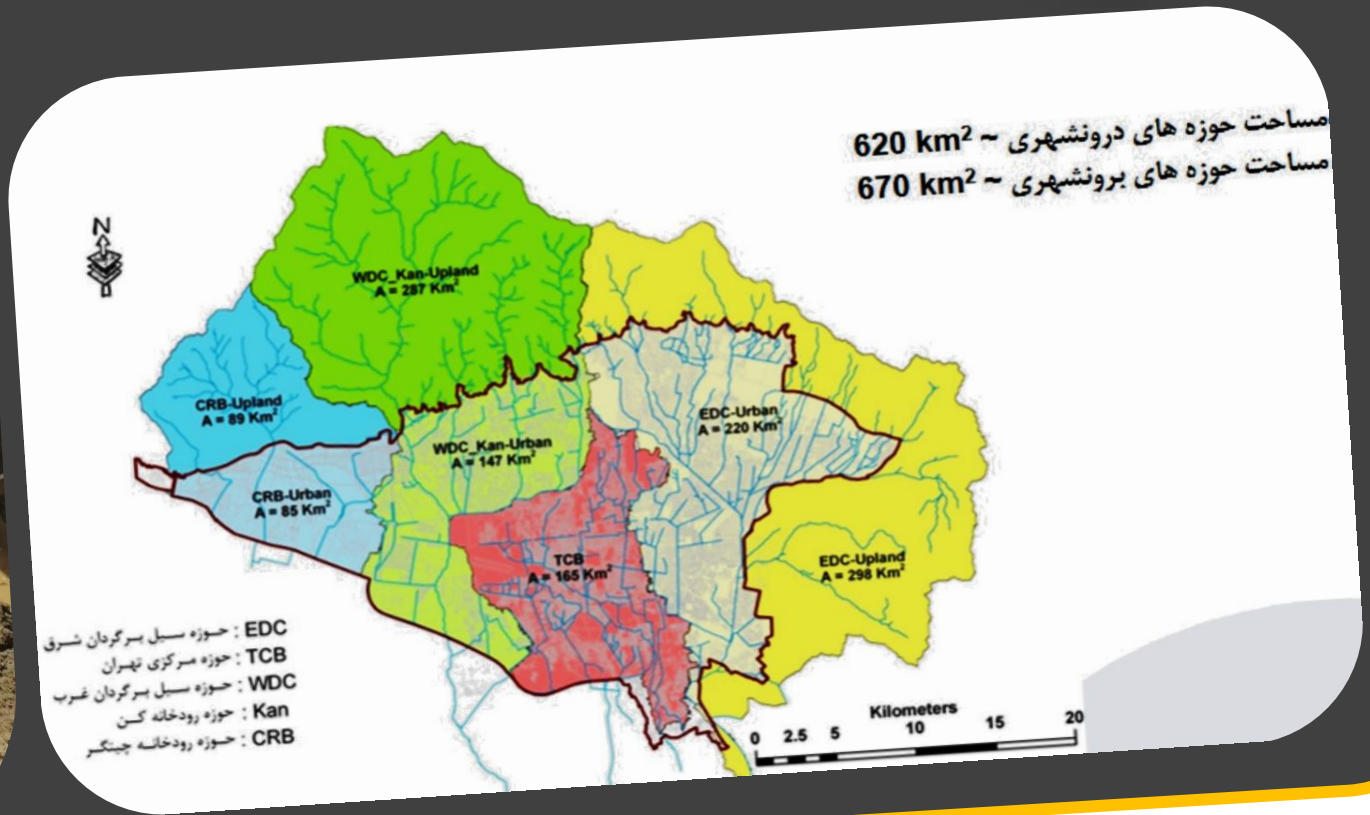 مساحت حوزه های درونشهری ~ 620 km²
مساحت حوزه های برونشهری ~ 670 km²
N
WDC_Kan-Upland
A = 287 Km²
CRB-Upland
A = 89 Km²
EDC-Urban
A = 220 Km²
WDC_Kan-Urban
A = 147 Km²
CRB-Urban
A = 85 Km²
TCB
A = 165 Km²
EDC-Upland
A = 298 Km²
EDC : حوزه سیل برگردان شرق
TCB : حوزه مرکزی تهران
WDC : حوزه سیل برگردان غرب
Kan : حوزه رودخانه کن
CRB : حوزه رودخانه چیتگر
Kilometers
0 2.5 5 10 15 20